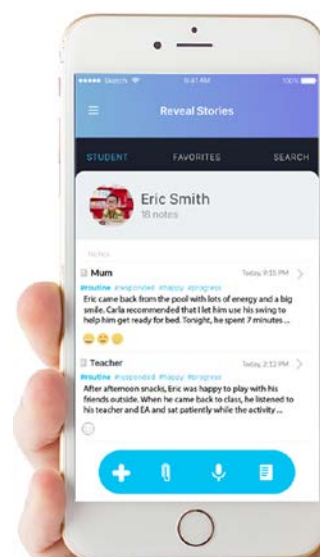 Sketch 9:41 AM 100%
Reveal Stories
STUDENT FAVORITES SEARCH
Eric Smith
18 notes
Notes
Mum Today, 9:55 PM
#routine #responded #happy #progress
Eric came back from the pool with lots of energy and a big
smile. Carla recommended that I let him use his swing to
help him get ready for bed. Tonight, he spent 7 minutes ...
Teacher Today, 2:13 PM
#routine #responded #happy #progress
After afternoon snacks, Eric was happy to play with his
friends outside. When he came back to class, he listened to
his teacher and EA and sat patiently while the activity ...